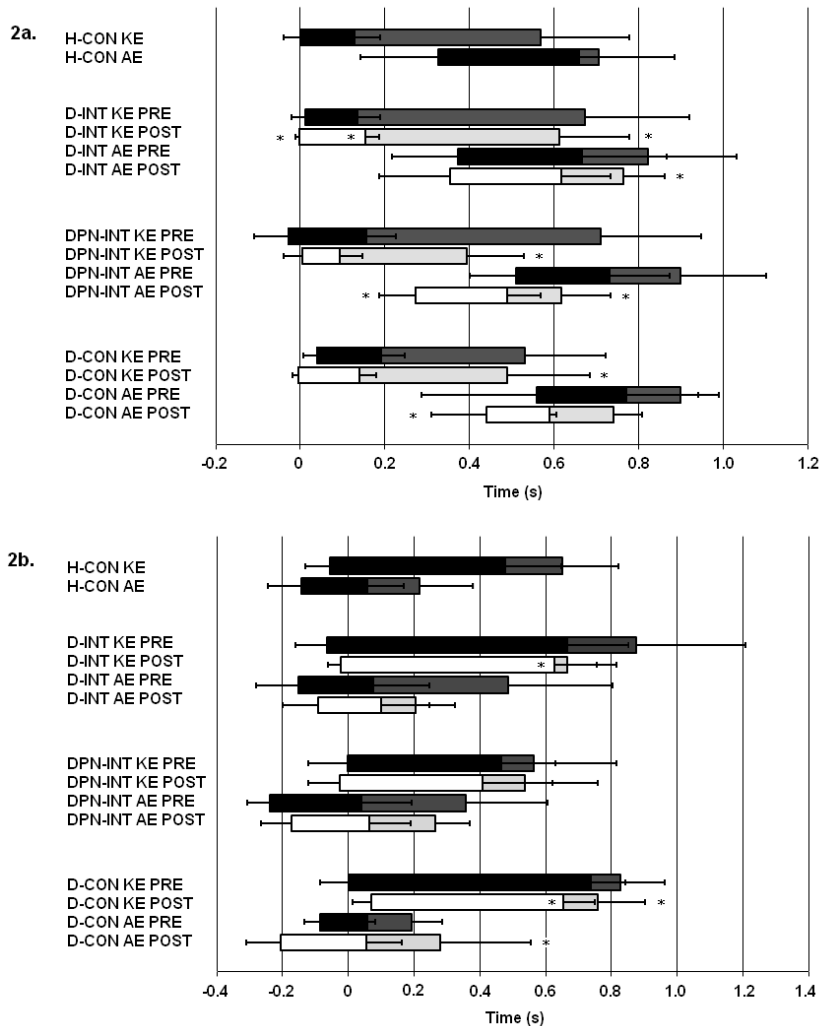 2a.
H-CON KE
H-CON AE
D-INT KE PRE
* * *
D-INT KE POST
D-INT AE PRE
D-INT AE POST
*
DPN-INT KE PRE
DPN-INT KE POST
*
DPN-INT AE PRE
DPN-INT AE POST
* *
D-CON KE PRE
D-CON KE POST
*
D-CON AE PRE
D-CON AE POST
*
-0.2 0 0.2 0.4 0.6 0.8 1.0 1.2
Time (s)
2b.
H-CON KE
H-CON AE
D-INT KE PRE
D-INT KE POST
*
D-INT AE PRE
D-INT AE POST
DPN-INT KE PRE
DPN-INT KE POST
DPN-INT AE PRE
DPN-INT AE POST
D-CON KE PRE
D-CON KE POST
* *
D-CON AE PRE
D-CON AE POST
*
-0.4 -0.2 0 0.2 0.4 0.6 0.8 1.0 1.2 1.4
Time (s)